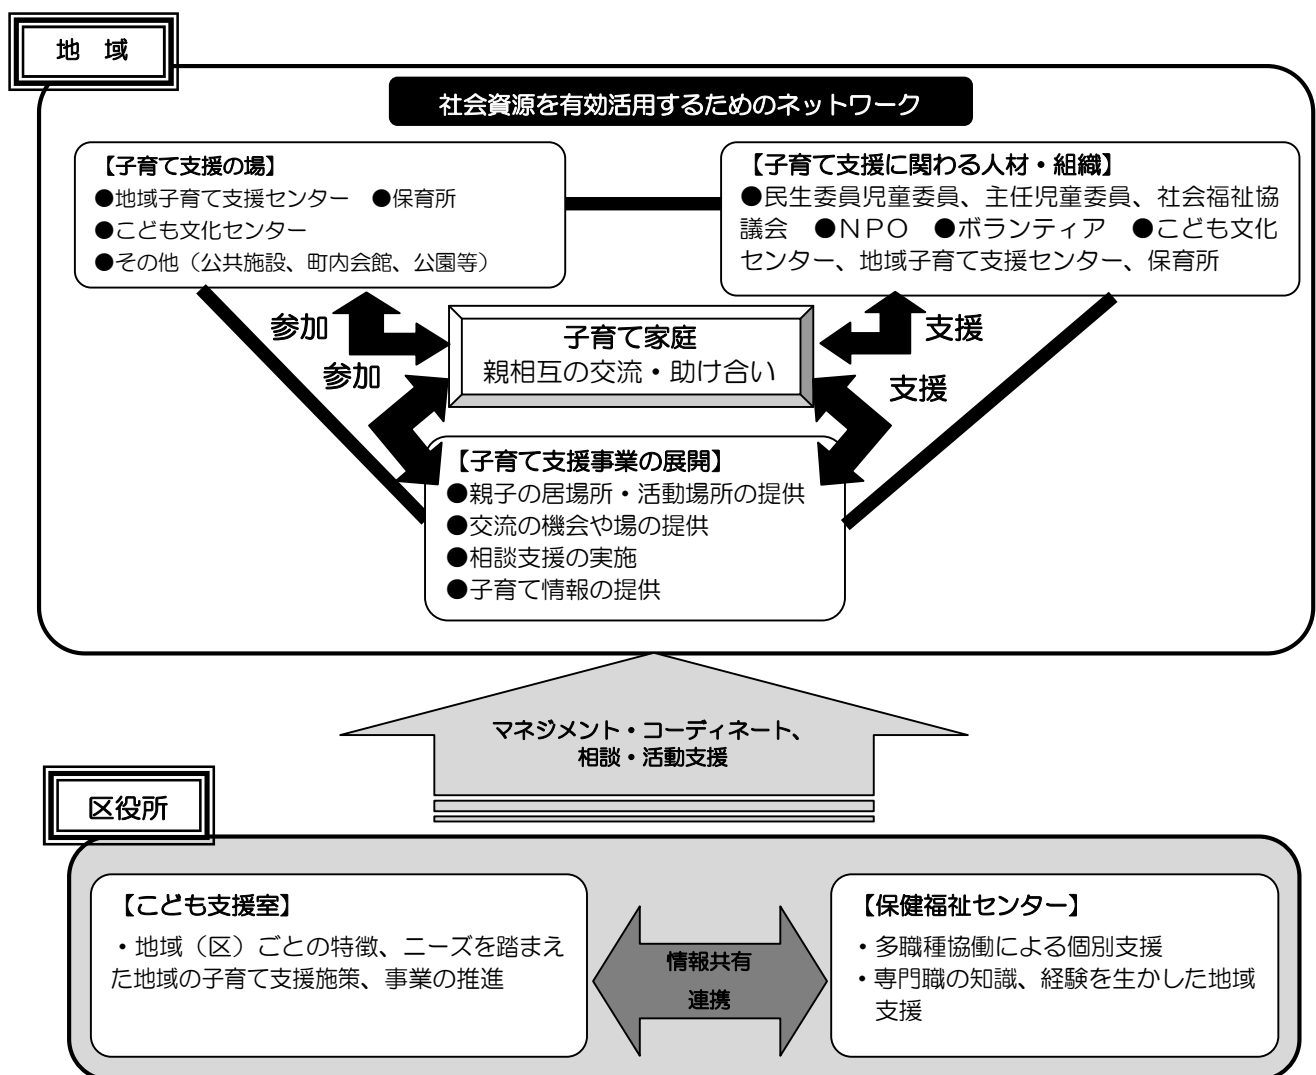 地　域
社会資源を有効活用するためのネットワーク
【子育て支援の場】
●地域子育て支援センター　●保育所
●こども文化センター
●その他（公共施設、町内会館、公園等）
【子育て支援に関わる人材・組織】
●民生委員児童委員、主任児童委員、社会福祉協
議会　●ＮＰＯ　●ボランティア　●こども文化
センター、地域子育て支援センター、保育所
参加
参加
子育て家庭
親相互の交流・助け合い
支援
支援
【子育て支援事業の展開】
●親子の居場所・活動場所の提供
●交流の機会や場の提供
●相談支援の実施
●子育て情報の提供
マネジメント・コーディネート、
相談・活動支援
区役所
【こども支援室】
・地域（区）ごとの特徴、ニーズを踏まえ
た地域の子育て支援施策、事業の推進
情報共有
連携
【保健福祉センター】
・多職種協働による個別支援
・専門職の知識、経験を生かした地域
支援